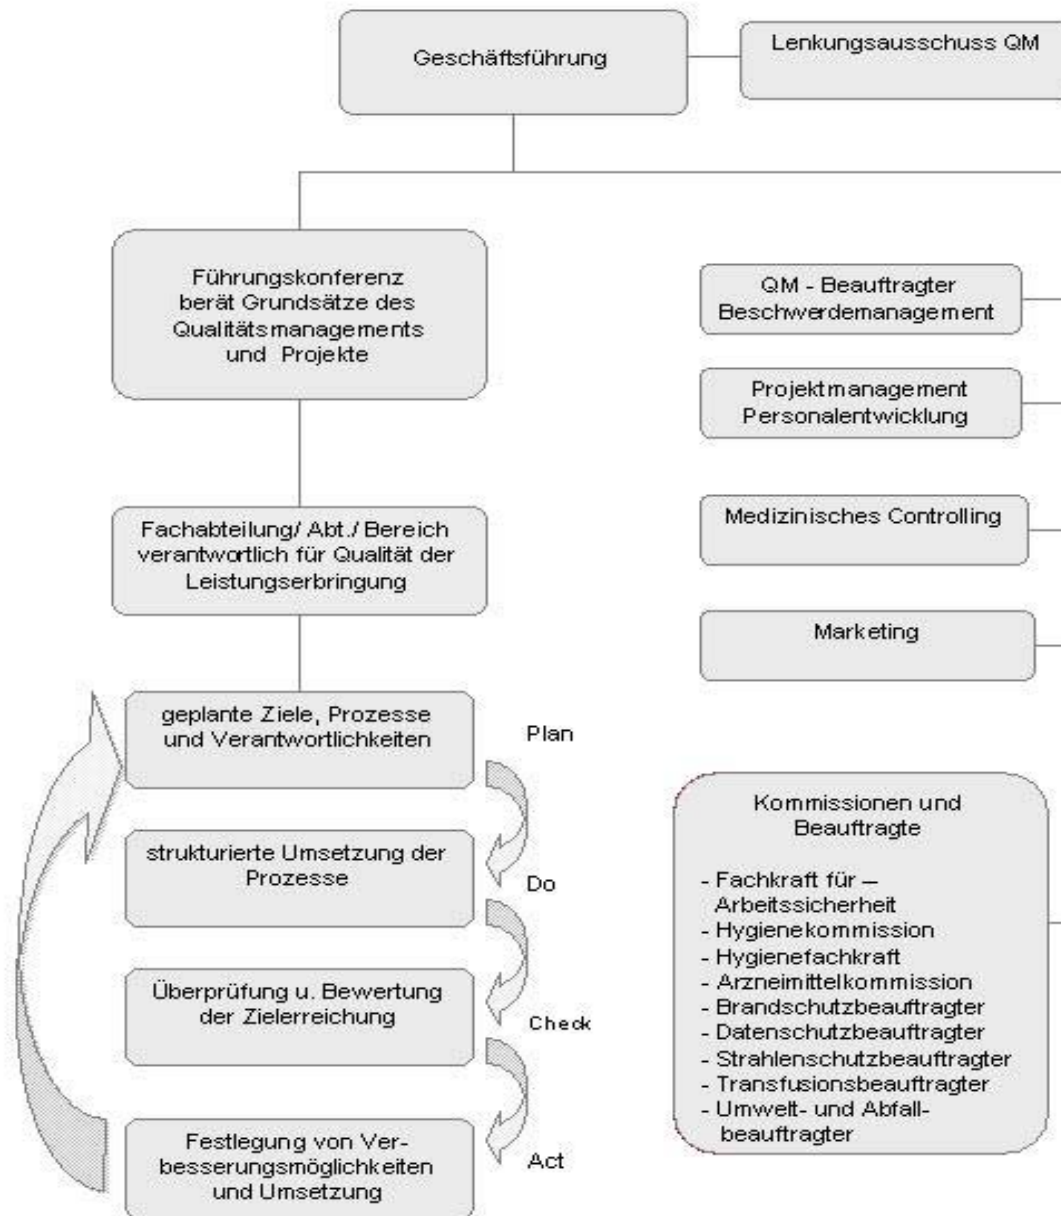 Geschäftsführung
Lenkungsausschuss QM
Führungskonferenz
berät Grundsätze des
Qualitätsmanagements
und Projekte
QM - Beauftragter
Beschwerdemanagement
Projektmanagement
Personalentwicklung
Fachabteilung/ Abt./ Bereich
verantwortlich für Qualität der
Leistungserbringung
Medizinisches Controlling
Marketing
geplante Ziele, Prozesse
und Verantwortlichkeiten
Plan
strukturierte Umsetzung der
Prozesse
Do
Überprüfung u. Bewertung
der Zielerreichung
Check
Festlegung von Ver-
besserungsmöglichkeiten
und Umsetzung
Act
Kommissionen und
Beauftragte
- Fachkraft für –
Arbeitssicherheit
- Hygienekommission
- Hygienefachkraft
- Arzneimittelkommission
- Brandschutzbeauftragter
- Datenschutzbeauftragter
- Strahlenschutzbeauftragter
- Transfusionsbeauftragter
- Umwelt- und Abfall-
beauftragter